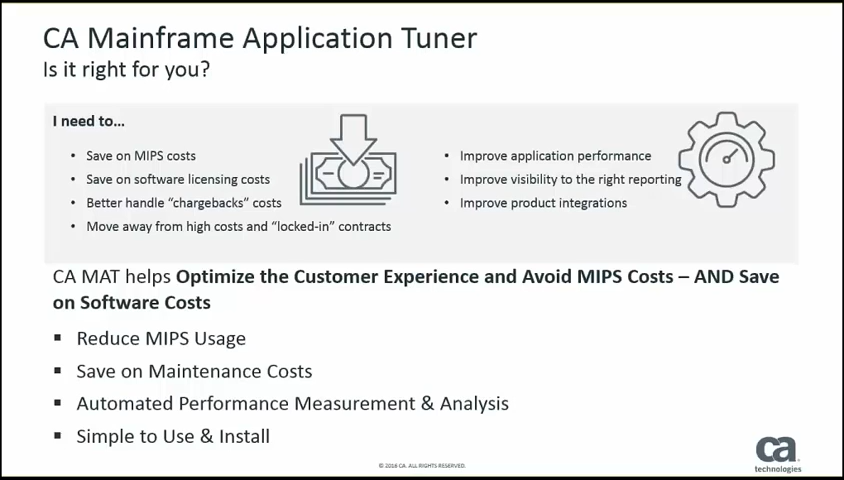 CA Mainframe Application Tuner
Is it right for you?
I need to...
• Save on MIPS costs
• Save on software licensing costs
• Better handle “chargebacks” costs
• Move away from high costs and “locked-in” contracts
• Improve application performance
• Improve visibility to the right reporting
• Improve product integrations
CA MAT helps Optimize the Customer Experience and Avoid MIPS Costs – AND Save
on Software Costs
▪ Reduce MIPS Usage
▪ Save on Maintenance Costs
▪ Automated Performance Measurement & Analysis
▪ Simple to Use & Install
© 2016 CA. ALL RIGHTS RESERVED.
ca
technologies